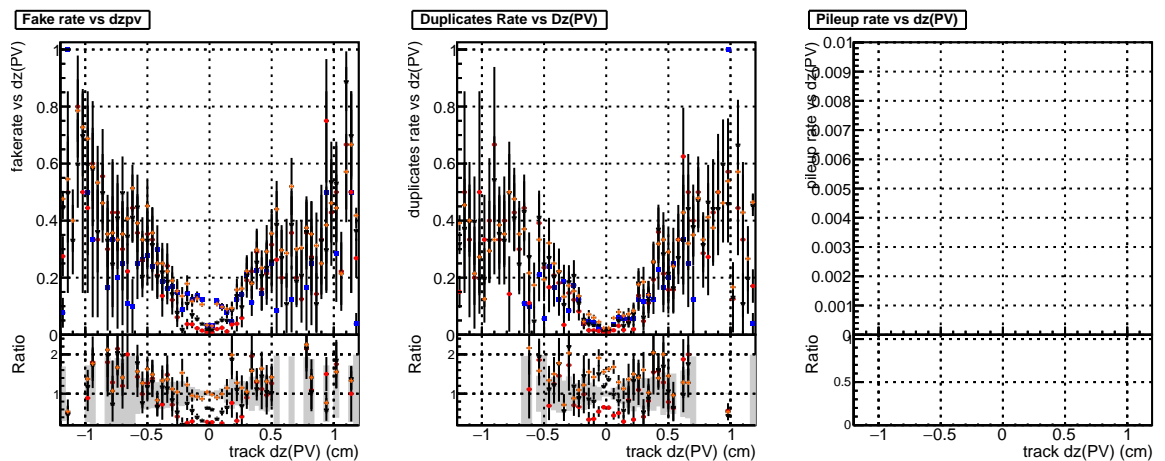 Fake rate vs dzpv
fakerate vs dz(PV)
1
0.8
0.6
0.4
0.2
0
Ratio
2
1
−1 −0.5 0 0.5 1
track dz(PV) (cm)
Duplicates Rate vs Dz(PV)
duplicates rate vs dz(PV)
1
0.8
0.6
0.4
0.2
0
Ratio
2
1
−1 −0.5 0 0.5 1
track dz(PV) (cm)
Pileup rate vs dz(PV)
pileup rate vs dz(PV)
0.01
0.009
0.008
0.007
0.006
0.005
0.004
0.003
0.002
0.001
0
Ratio
1
0.5
0
−1 −0.5 0 0.5 1
track dz(PV) (cm)